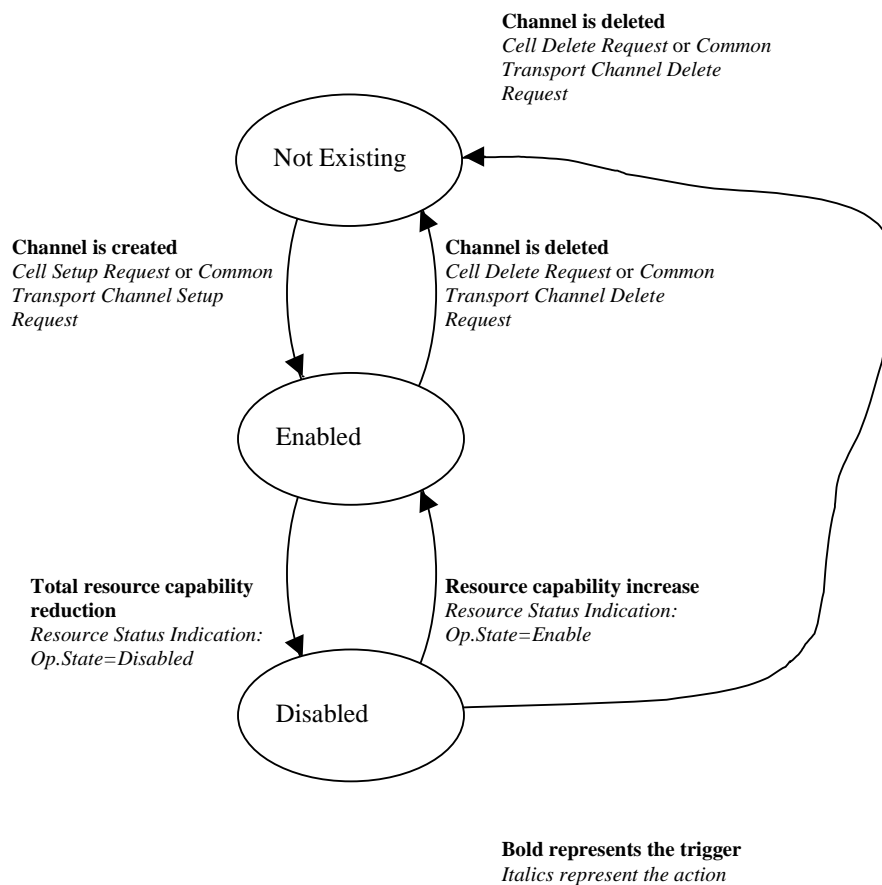 Channel is deleted
Cell Delete Request or Common
Transport Channel Delete
Request
Not Existing
Channel is created
Cell Setup Request or Common
Transport Channel Setup
Request
Channel is deleted
Cell Delete Request or Common
Transport Channel Delete
Request
Enabled
Total resource capability
reduction
Resource Status Indication:
Op.State=Disabled
Resource capability increase
Resource Status Indication:
Op.State=Enable
Disabled
Bold represents the trigger
Italics represent the action